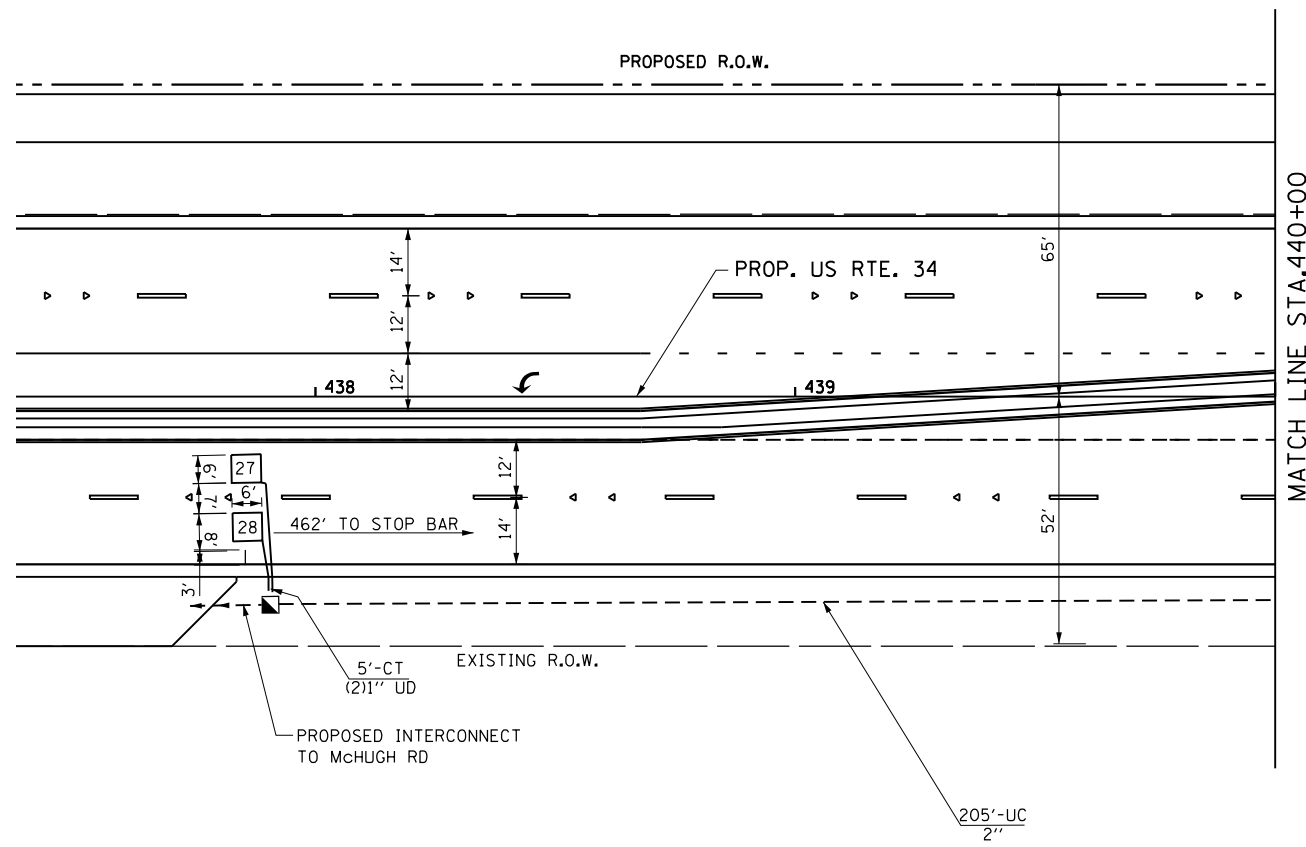 PROPOSED R.O.W.
MATCH LINE STA.440+00
65'
14'
PROP. US RTE. 34
12'
12'
438
439
6'
27
12'
7'
6'
462' TO STOP BAR
28
8'
14'
52'
3'
EXISTING R.O.W.
5'-CT
(2)1'' UD
PROPOSED INTERCONNECT
TO McHUGH RD
205'-UC
2''